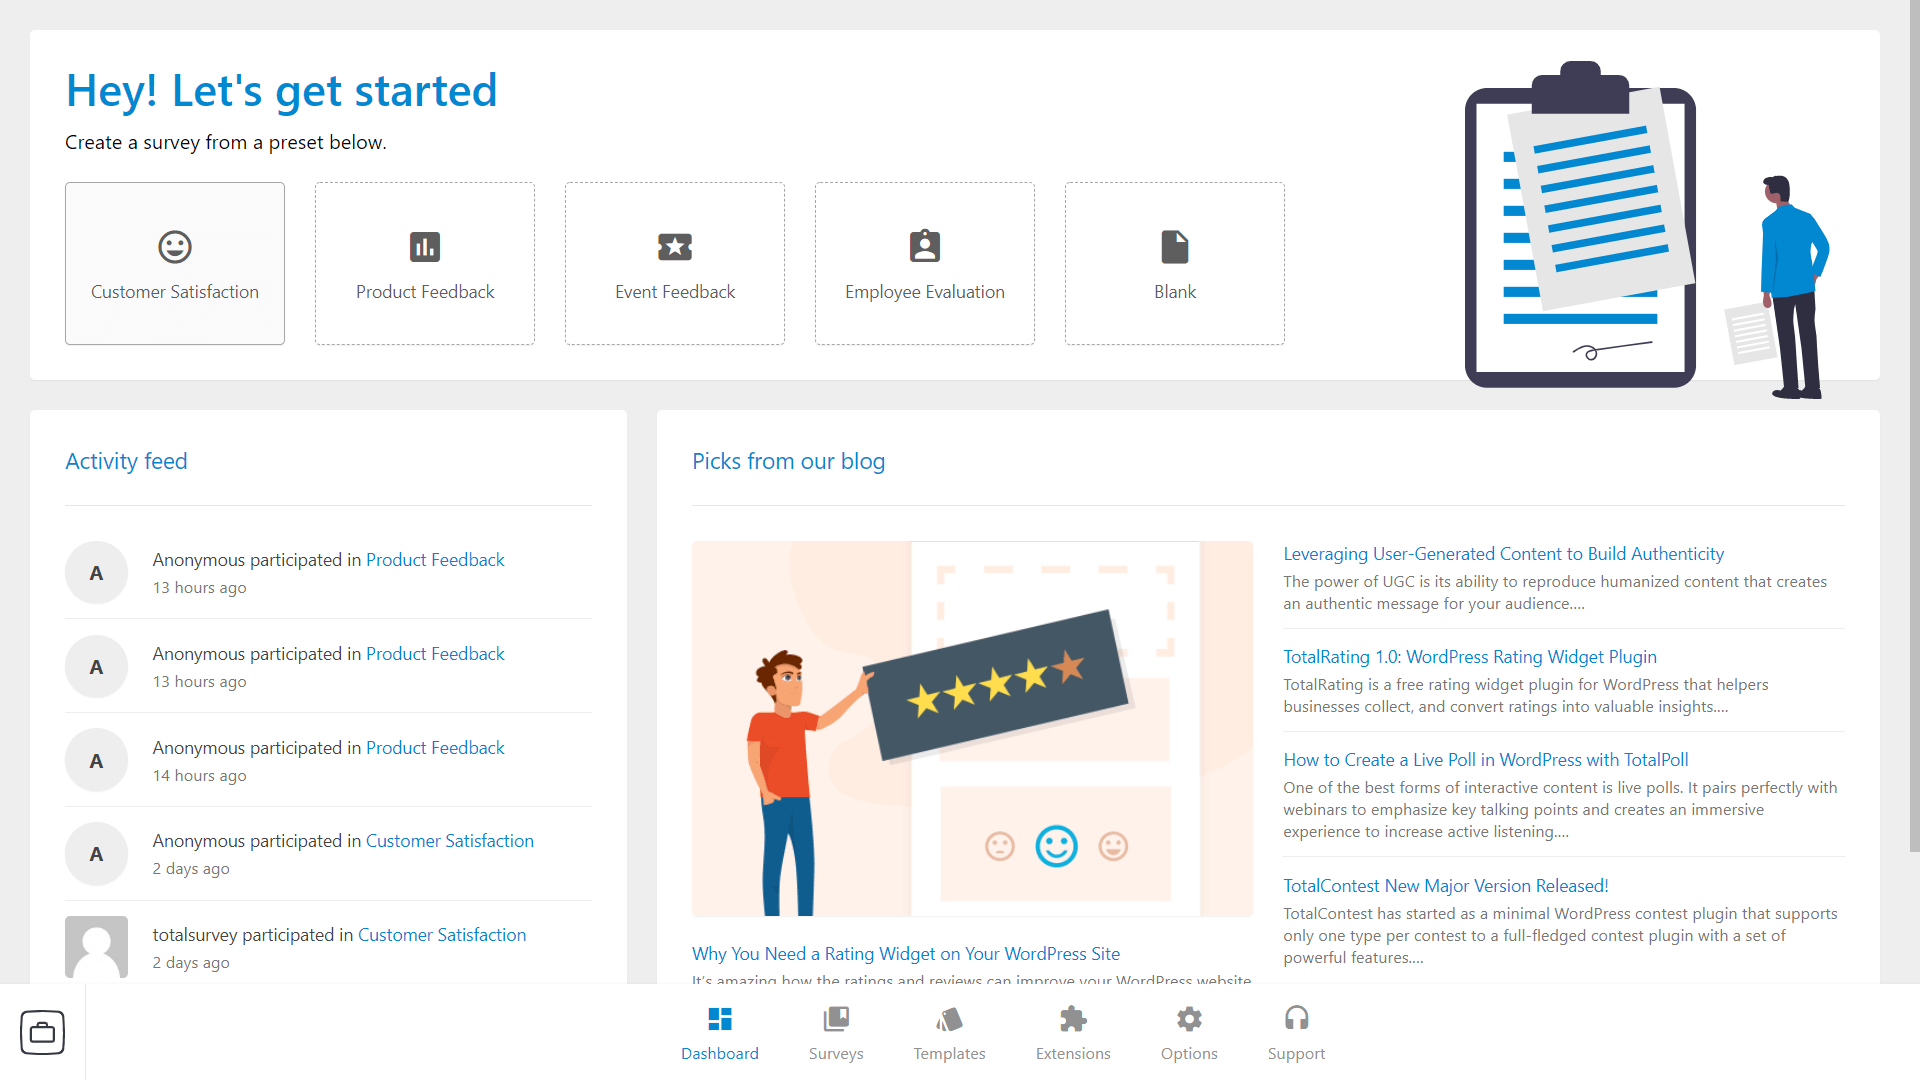 Hey! Let's get started
Create a survey from a preset below.
Customer Satisfaction
Product Feedback
Event Feedback
Employee Evaluation
Blank
Activity feed
A
Anonymous participated in Product Feedback
13 hours ago
A
Anonymous participated in Product Feedback
13 hours ago
A
Anonymous participated in Product Feedback
14 hours ago
A
Anonymous participated in Customer Satisfaction
2 days ago
totalsurvey participated in Customer Satisfaction
2 days ago
Picks from our blog
Why You Need a Rating Widget on Your WordPress Site
It's amazing how the ratings and reviews can improve your WordPress website
Leveraging User-Generated Content to Build Authenticity
The power of UGC is its ability to reproduce humanized content that creates
an authentic message for your audience....
TotalRating 1.0: WordPress Rating Widget Plugin
TotalRating is a free rating widget plugin for WordPress that helpers
businesses collect, and convert ratings into valuable insights....
How to Create a Live Poll in WordPress with TotalPoll
One of the best forms of interactive content is live polls. It pairs perfectly with
webinars to emphasize key talking points and creates an immersive
experience to increase active listening....
TotalContest New Major Version Released!
TotalContest has started as a minimal WordPress contest plugin that supports
only one type per contest to a full-fledged contest plugin with a set of
powerful features....
Dashboard
Surveys
Templates
Extensions
Options
Support